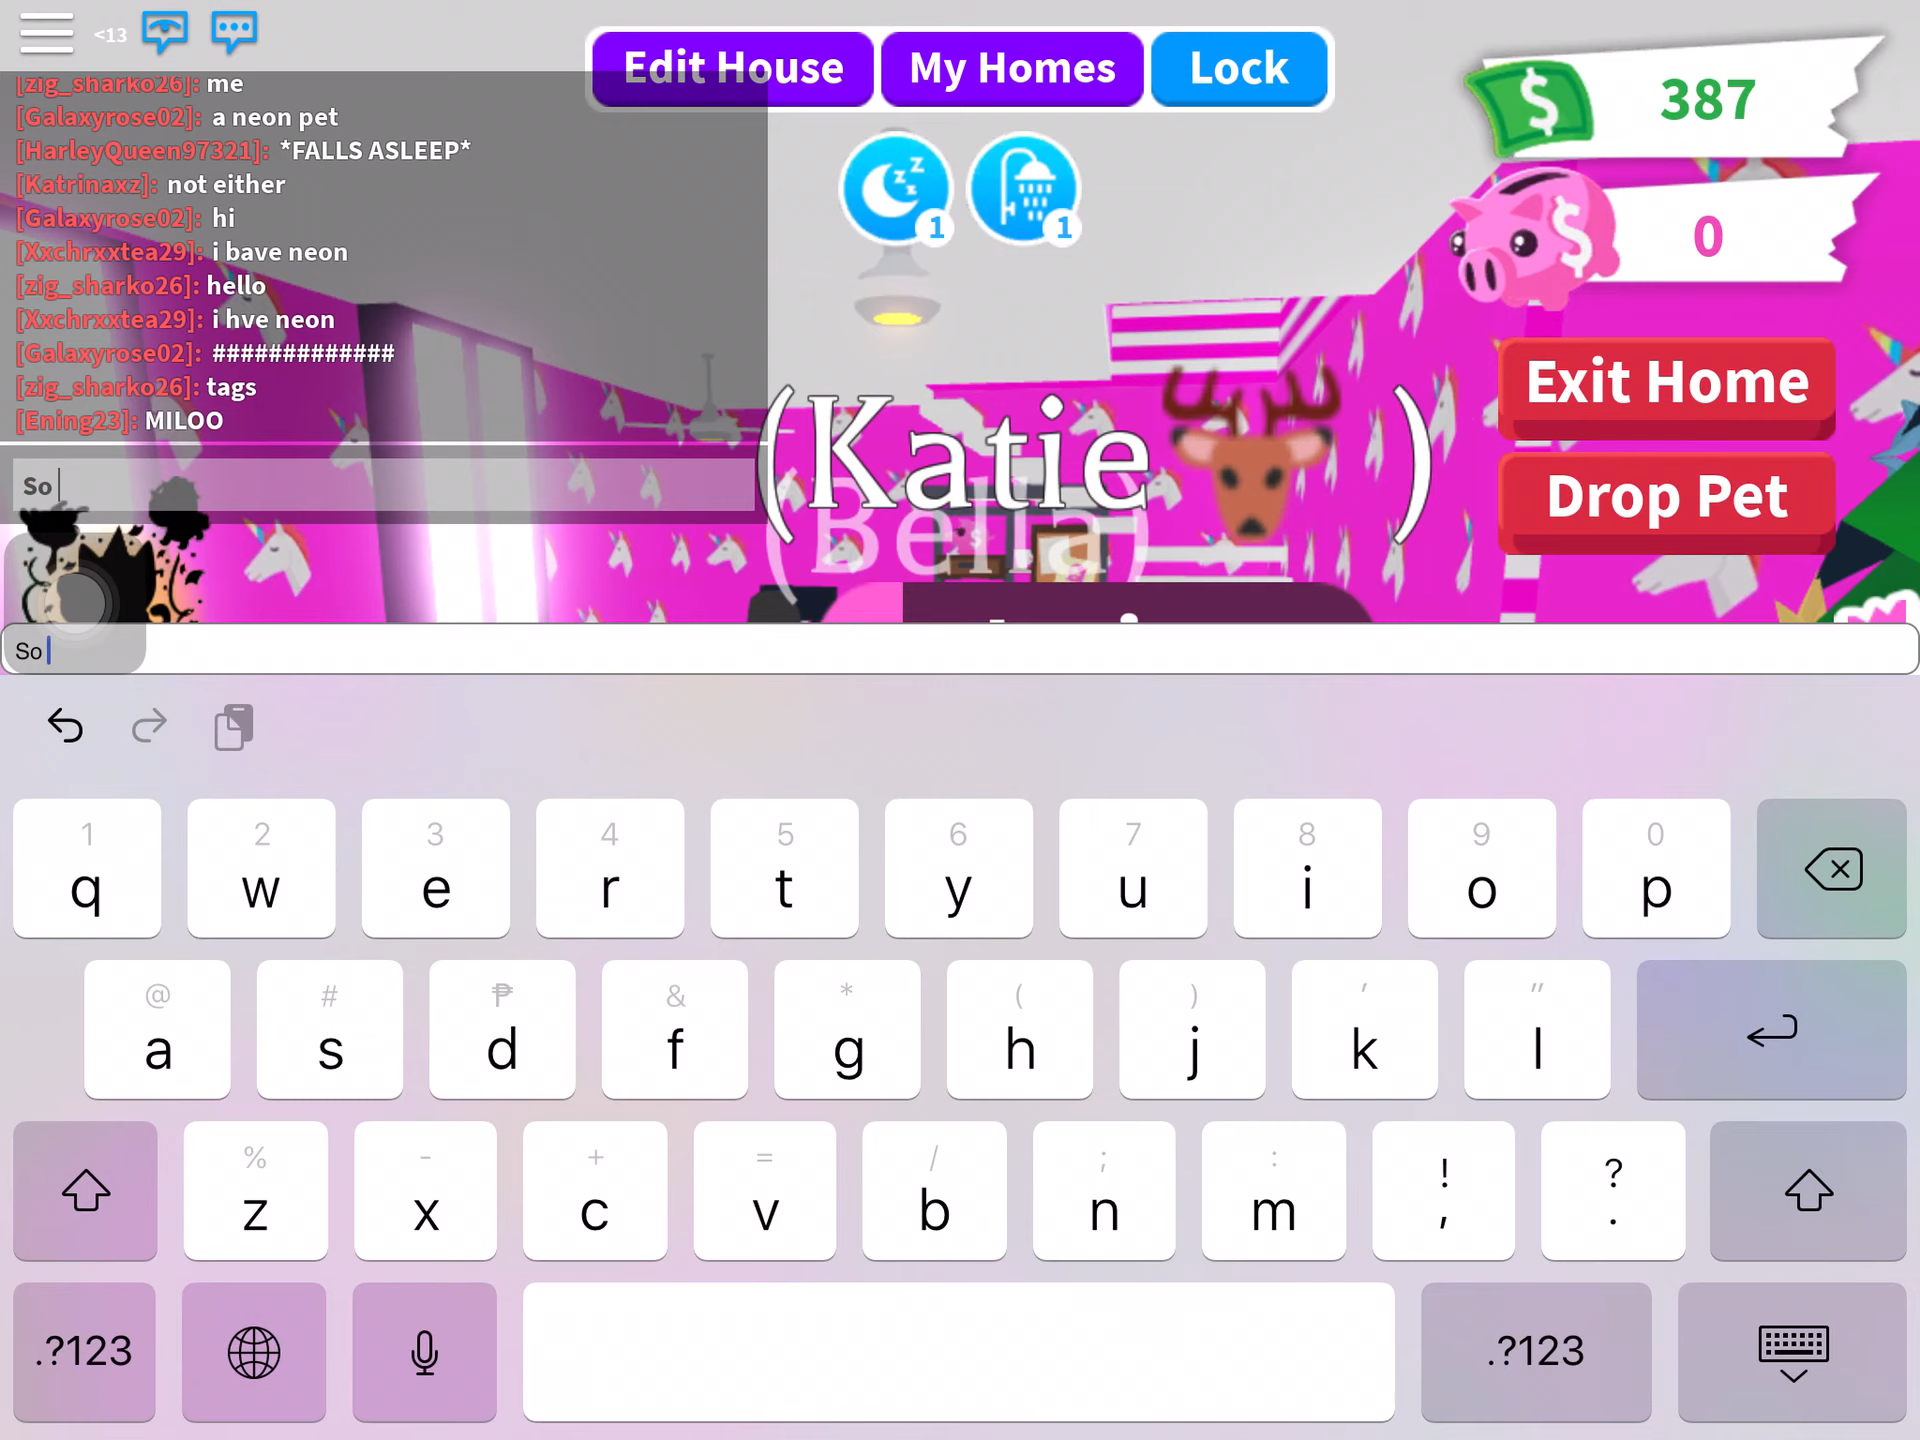 <13
Edit House
My Homes
Lock
387
0
1
1
[zig_sharko26]: me
[Galaxyrose02]: a neon pet
[HarleyQueen97321]: *FALLS ASLEEP*
[Katrinaxz]: not either
[Galaxyrose02]: hi
[Xxchrxxtea29]: i bave neon
[zig_sharko26]: hello
[Xxchrxxtea29]: i hve neon
[Galaxyrose02]: #############
[zig_sharko26]: tags
[Ening23]: MILOO
So
(Katie )
(Bella)
Exit Home
Drop Pet
So
1 2 3 4 5 6 7 8 9 0
q w e r t y u i o p
@ # ₱ & * ( ) ' "
a s d f g h j k l
% - + = / ; : ! ?
z x c v b n m , .
.?123
.?123